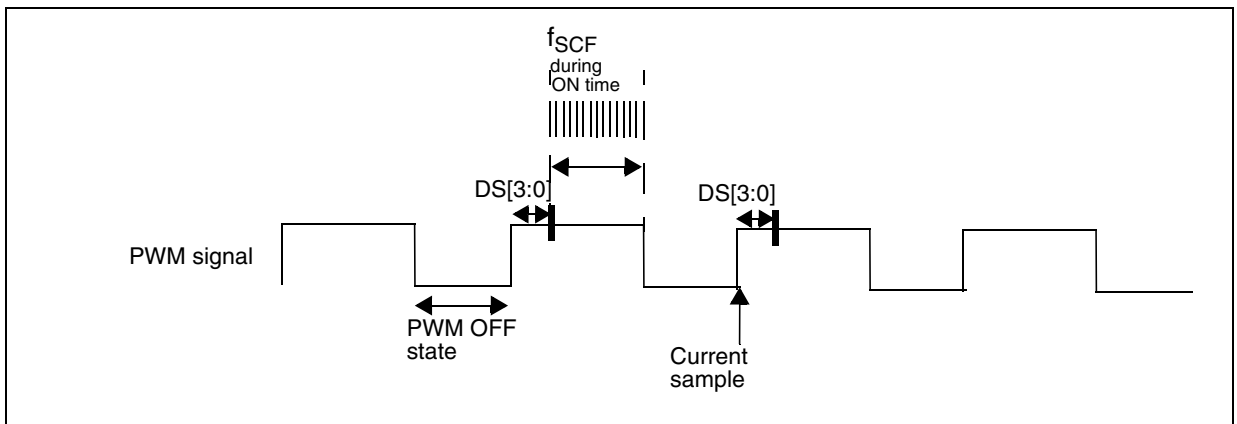 fSCF
during
ON time
DS[3:0]
DS[3:0]
PWM signal
PWM OFF
state
Current
sample